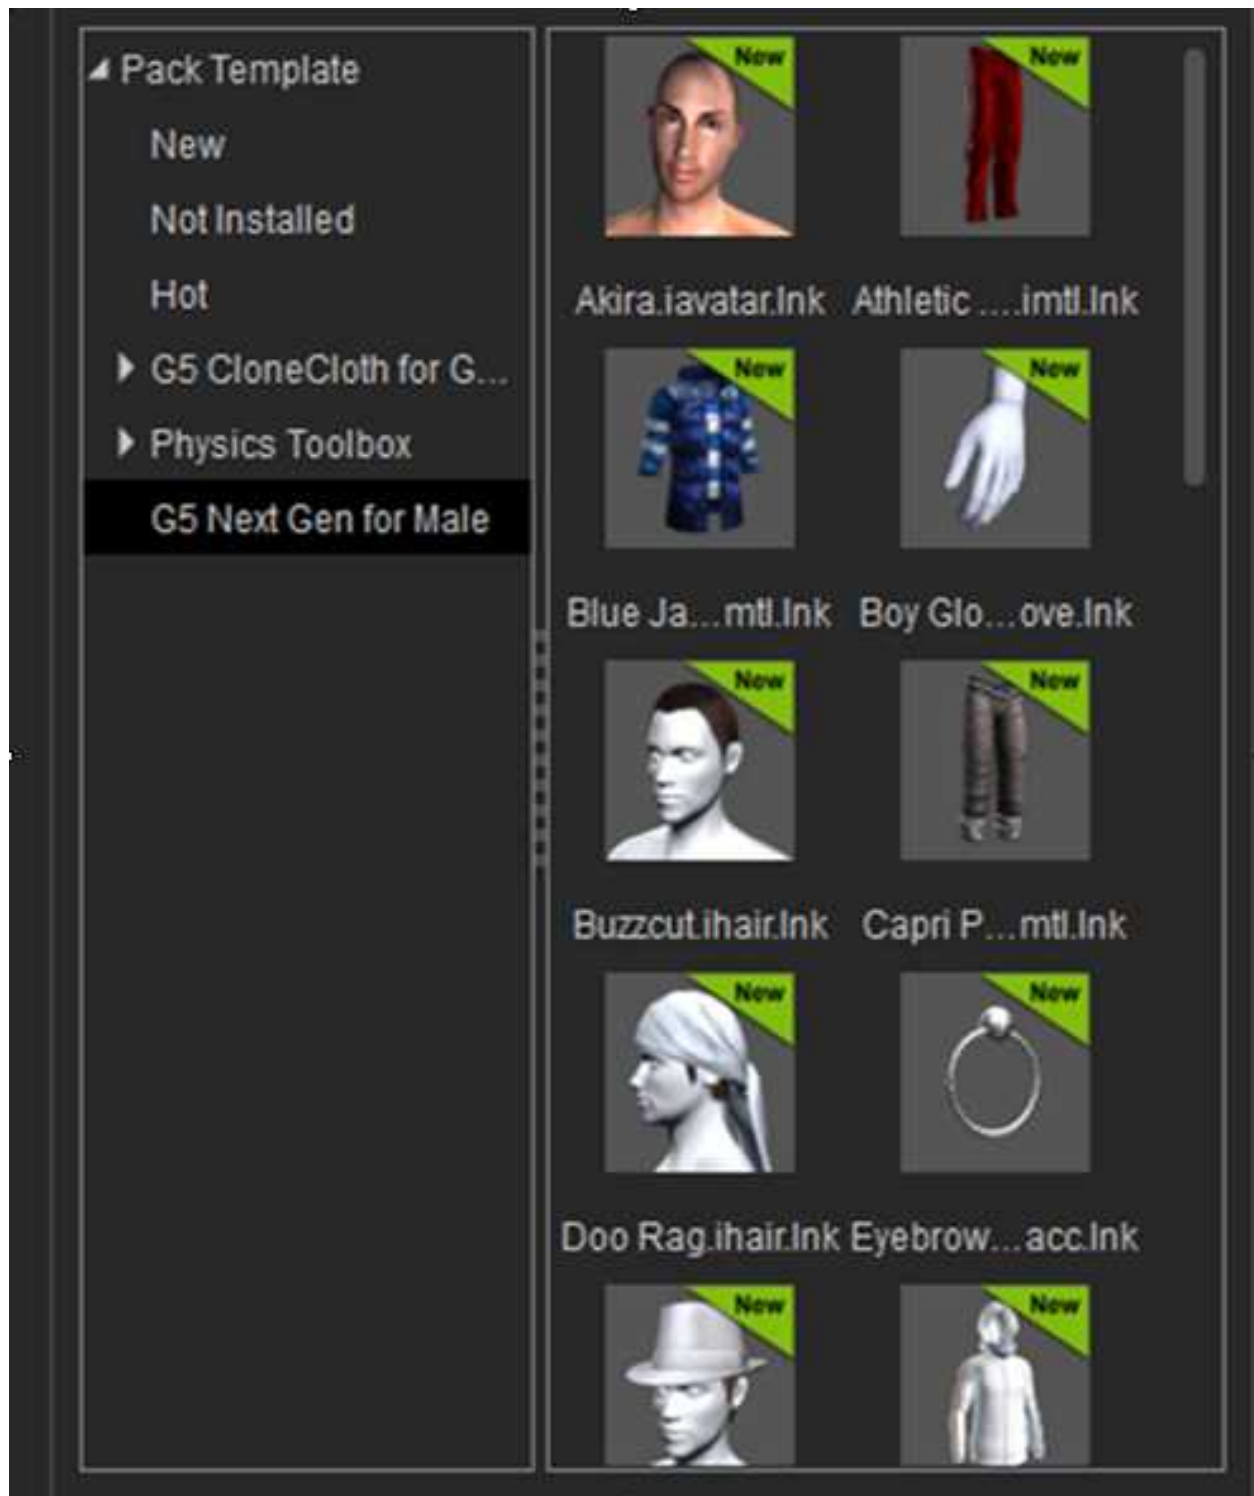 Pack Template
New
Not Installed
Hot
G5 CloneCloth for G...
Physics Toolbox
G5 Next Gen for Male
New
New
Akira.iavatar.lnk
Athletic ....imtl.lnk
New
New
Blue Ja...mtl.lnk
Boy Glo...ove.lnk
New
New
Buzzcut.ihair.lnk
Capri P...mtl.lnk
New
New
Doo Rag.ihair.lnk
Eyebrow...acc.lnk
New
New